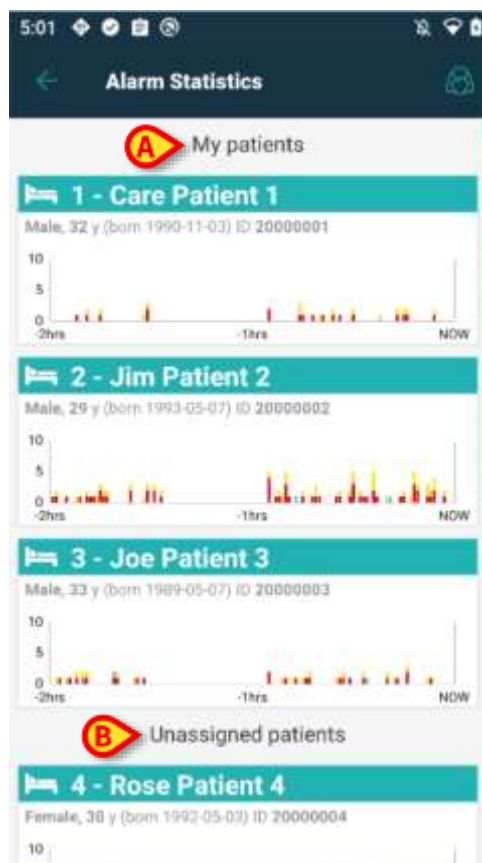 5:01
Alarm Statistics
A My patients
1 - Care Patient 1
Male, 32 y (born 1990-11-03) ID 20000001
10
5
0
-2hrs -1hrs NOW
2 - Jim Patient 2
Male, 29 y (born 1993-05-07) ID 20000002
10
5
0
-2hrs -1hrs NOW
3 - Joe Patient 3
Male, 33 y (born 1989-05-07) ID 20000003
10
5
0
-2hrs -1hrs NOW
B Unassigned patients
4 - Rose Patient 4
Female, 30 y (born 1992-05-03) ID 20000004
10